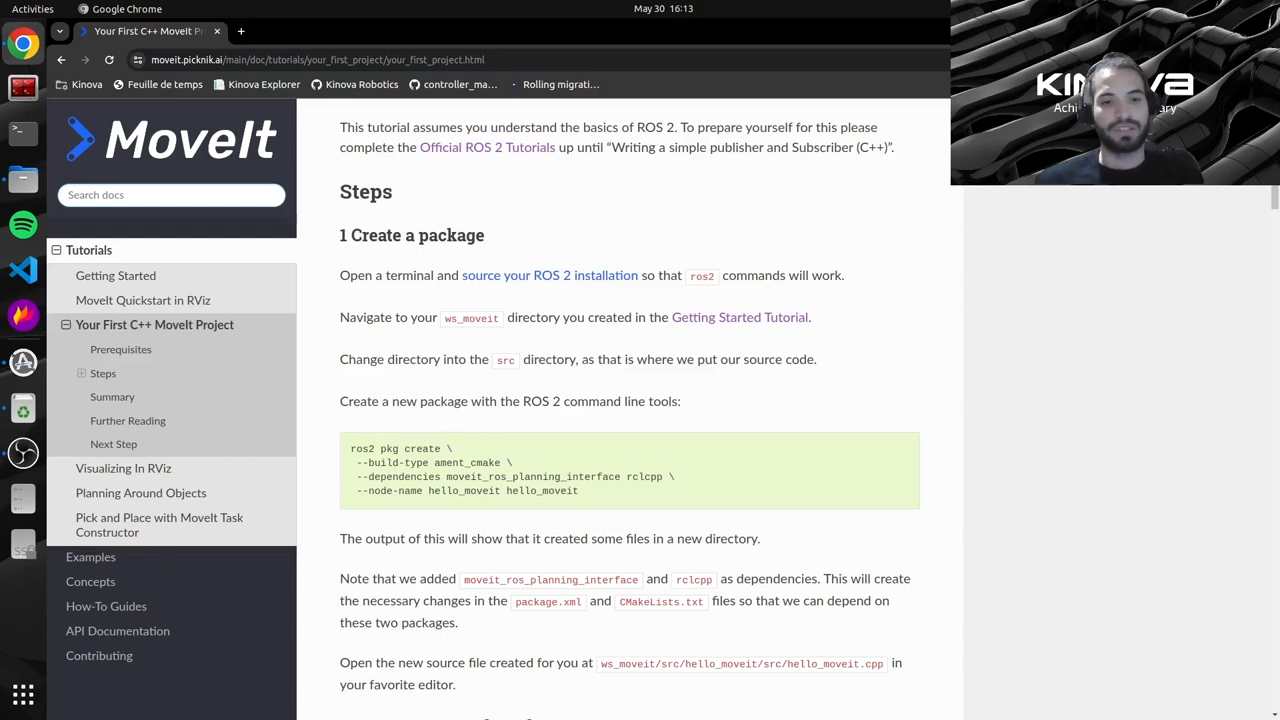 Activities
Google Chrome
May 30 16:13
Your First C++ MoveIt Pr
moveit.picknik.ai/main/doc/tutorials/your_first_project/your_first_project.html
Kinova
Feuille de temps
Kinova Explorer
Kinova Robotics
controller_ma...
Rolling migrati...
MoveIt
Search docs
Tutorials
Getting Started
MoveIt Quickstart in RViz
Your First C++ MoveIt Project
Prerequisites
Steps
Summary
Further Reading
Next Step
Visualizing In RViz
Planning Around Objects
Pick and Place with MoveIt Task
Constructor
Examples
Concepts
How-To Guides
API Documentation
Contributing
This tutorial assumes you understand the basics of ROS 2. To prepare yourself for this please
complete the Official ROS 2 Tutorials up until “Writing a simple publisher and Subscriber (C++)”.
Steps
1 Create a package
Open a terminal and source your ROS 2 installation so that ros2 commands will work.
Navigate to your ws_moveit directory you created in the Getting Started Tutorial.
Change directory into the src directory, as that is where we put our source code.
Create a new package with the ROS 2 command line tools:
ros2 pkg create \
--build-type ament_cmake \
--dependencies moveit_ros_planning_interface rclcpp \
--node-name hello_moveit hello_moveit
The output of this will show that it created some files in a new directory.
Note that we added moveit_ros_planning_interface and rclcpp as dependencies. This will create
the necessary changes in the package.xml and CMakeLists.txt files so that we can depend on
these two packages.
Open the new source file created for you at ws_moveit/src/hello_moveit/src/hello_moveit.cpp in
your favorite editor.